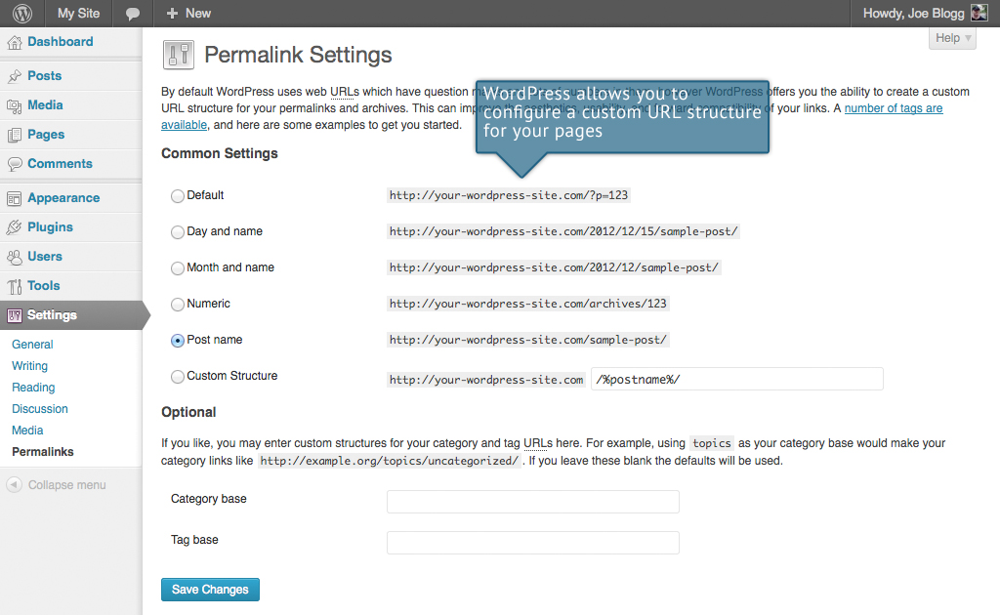 My Site
New
Howdy, Joe Blogg
Help
Dashboard
Posts
Media
Pages
Comments
Appearance
Plugins
Users
Tools
Settings
General
Writing
Reading
Discussion
Media
Permalinks
Collapse menu
Permalink Settings
By default WordPress uses web URLs which have question WordPress offers you the ability to create a custom
URL structure for your permalinks and archives. This can of your links. A number of tags are
available, and here are some examples to get you started.
WordPress allows you to
configure a custom URL structure
for your pages
Common Settings
Default http://your-wordpress-site.com/?p=123
Day and name http://your-wordpress-site.com/2012/12/15/sample-post/
Month and name http://your-wordpress-site.com/2012/12/sample-post/
Numeric http://your-wordpress-site.com/archives/123
Post name http://your-wordpress-site.com/sample-post/
Custom Structure http://your-wordpress-site.com /%postname%/
Optional
If you like, you may enter custom structures for your category and tag URLs here. For example, using topics as your category base would make your
category links like http://example.org/topics/uncategorized/ . If you leave these blank the defaults will be used.
Category base
Tag base
Save Changes